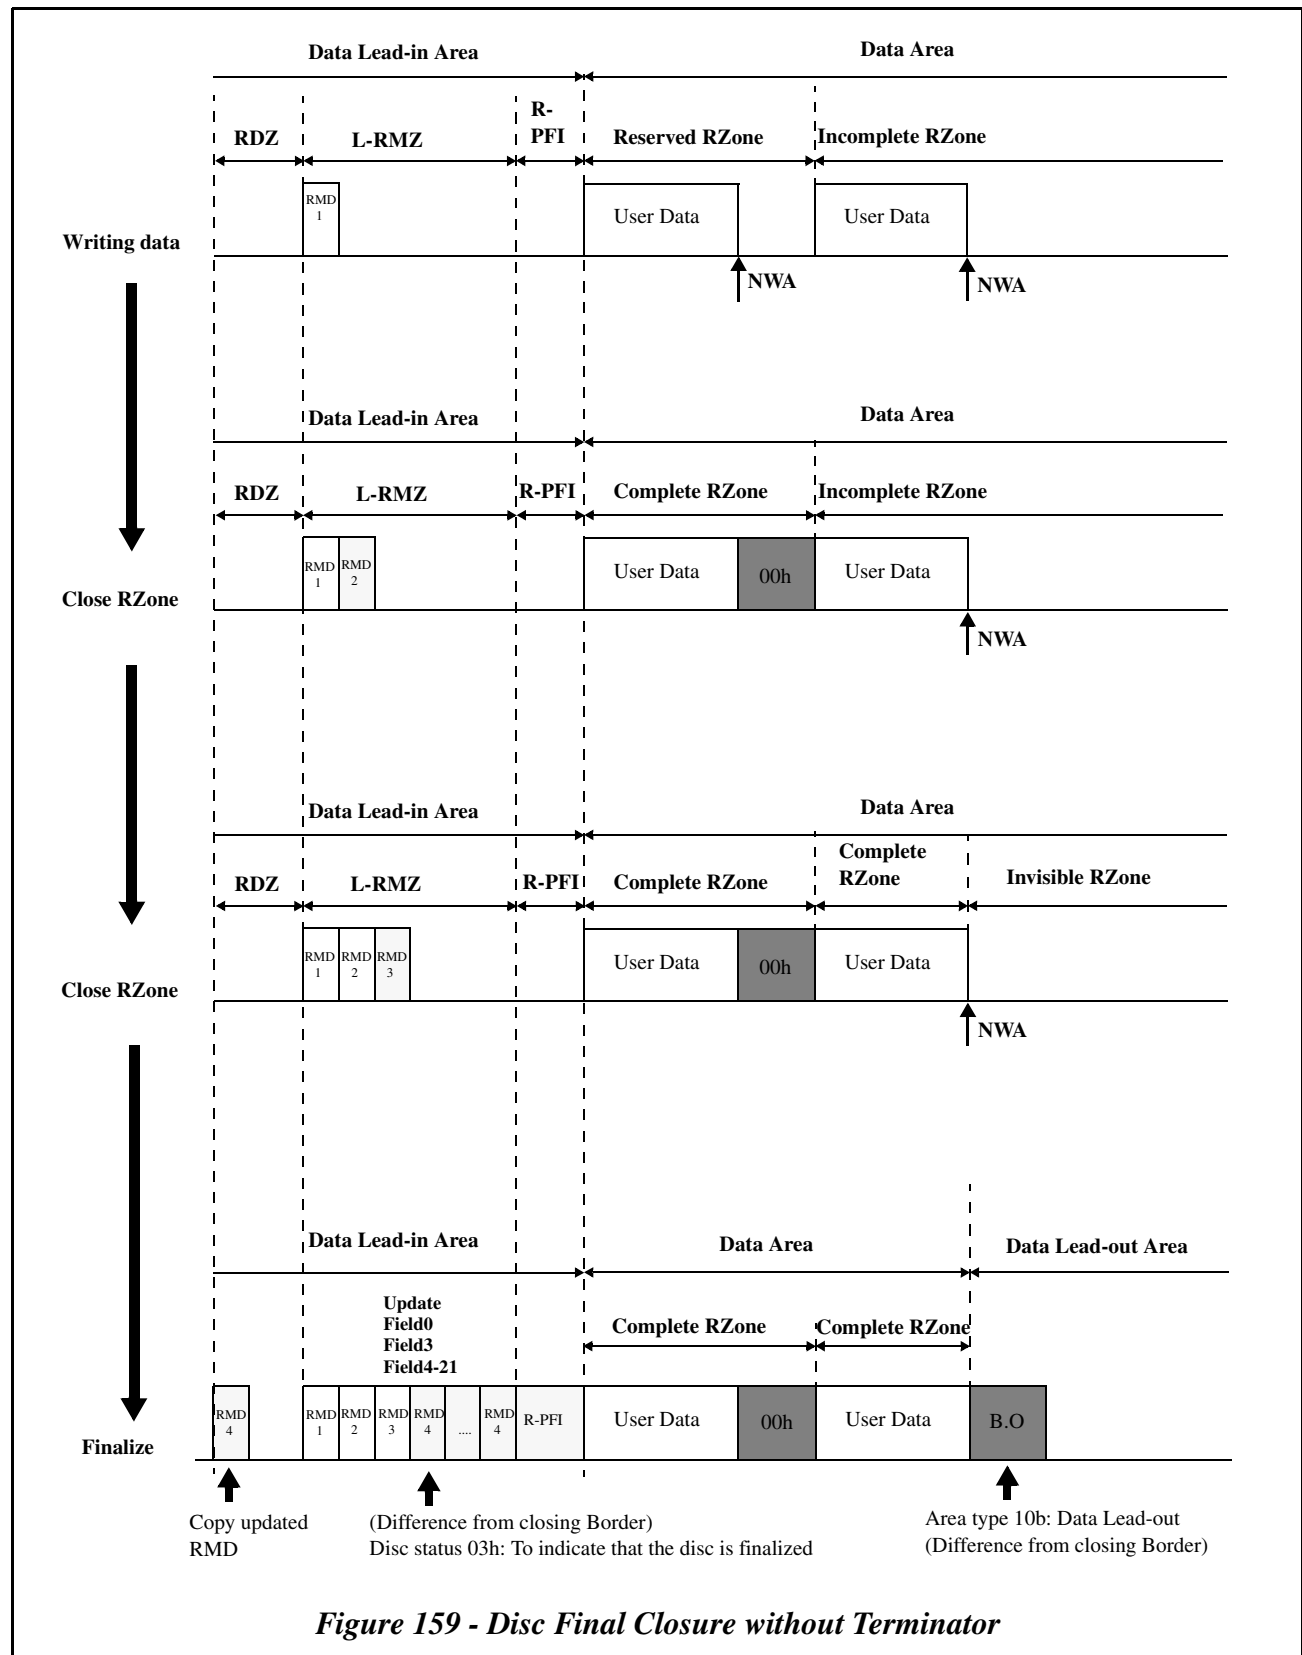 Data Lead-in Area Data Area
R-
PFI
RDZ L-RMZ Reserved RZone Incomplete RZone
RMD
1
User Data User Data
Writing data
NWA NWA
Data Lead-in Area Data Area
RDZ L-RMZ R-PFI Complete RZone Incomplete RZone
RMD
1
RMD
2
User Data 00h User Data
Close RZone
NWA
Data Lead-in Area Data Area
Complete
RZone
RDZ L-RMZ R-PFI Complete RZone Invisible RZone
RMD
1
RMD
2
RMD
3
User Data 00h User Data
Close RZone
NWA
Data Lead-in Area Data Area Data Lead-out Area
Update
Field0
Field3
Field4-21
Complete RZone Complete RZone
RMD
4
RMD
1
RMD
2
RMD
3
RMD
4
....
RMD
4
R-PFI User Data 00h User Data B.O
Finalize
Copy updated
RMD
(Difference from closing Border)
Disc status 03h: To indicate that the disc is finalized
Area type 10b: Data Lead-out
(Difference from closing Border)
Figure 159 - Disc Final Closure without Terminator